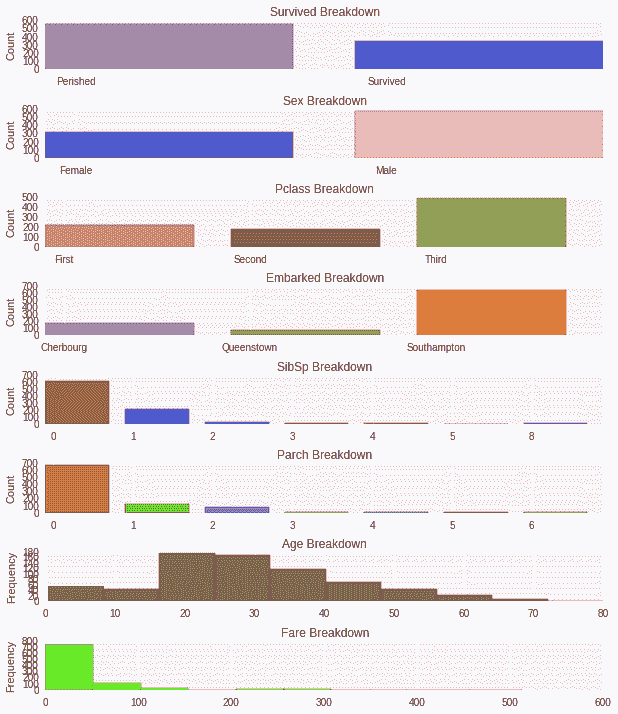 Survived Breakdown
Count
600
500
400
300
200
100
0
Perished Survived
Sex Breakdown
Count
600
500
400
300
200
100
0
Female Male
Pclass Breakdown
Count
500
400
300
200
100
0
First Second Third
Embarked Breakdown
Count
700
600
500
400
300
200
100
0
Cherbourg Queenstown Southampton
SibSp Breakdown
Count
700
600
500
400
300
200
100
0
0 1 2 3 4 5 8
Parch Breakdown
Count
700
600
500
400
300
200
100
0
0 1 2 3 4 5 6
Age Breakdown
Frequency
180
0
0 10 20 30 40 50 60 70 80
Fare Breakdown
Frequency
800
700
600
500
400
300
200
100
0
0 100 200 300 400 500 600